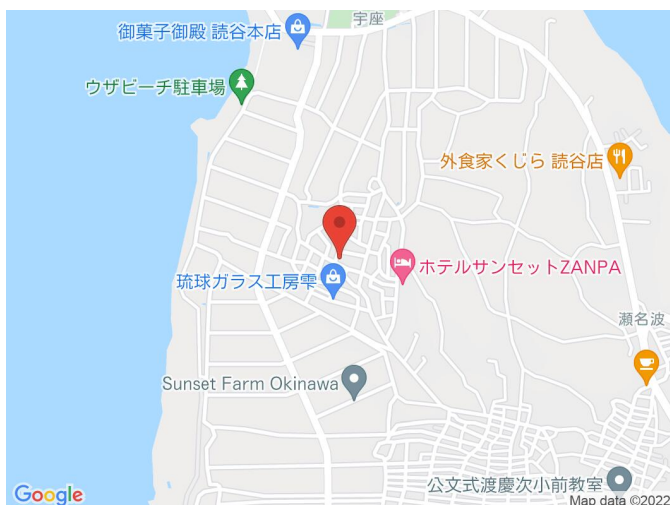 宇座
御菓子御殿 読谷本店
ウザビーチ駐車場
外食家くじら 読谷店
琉球ガラス工房雫
ホテルサンセットZANPA
瀬名波
Sunset Farm Okinawa
公文式渡慶次小前教室
Google
Map data ©2022